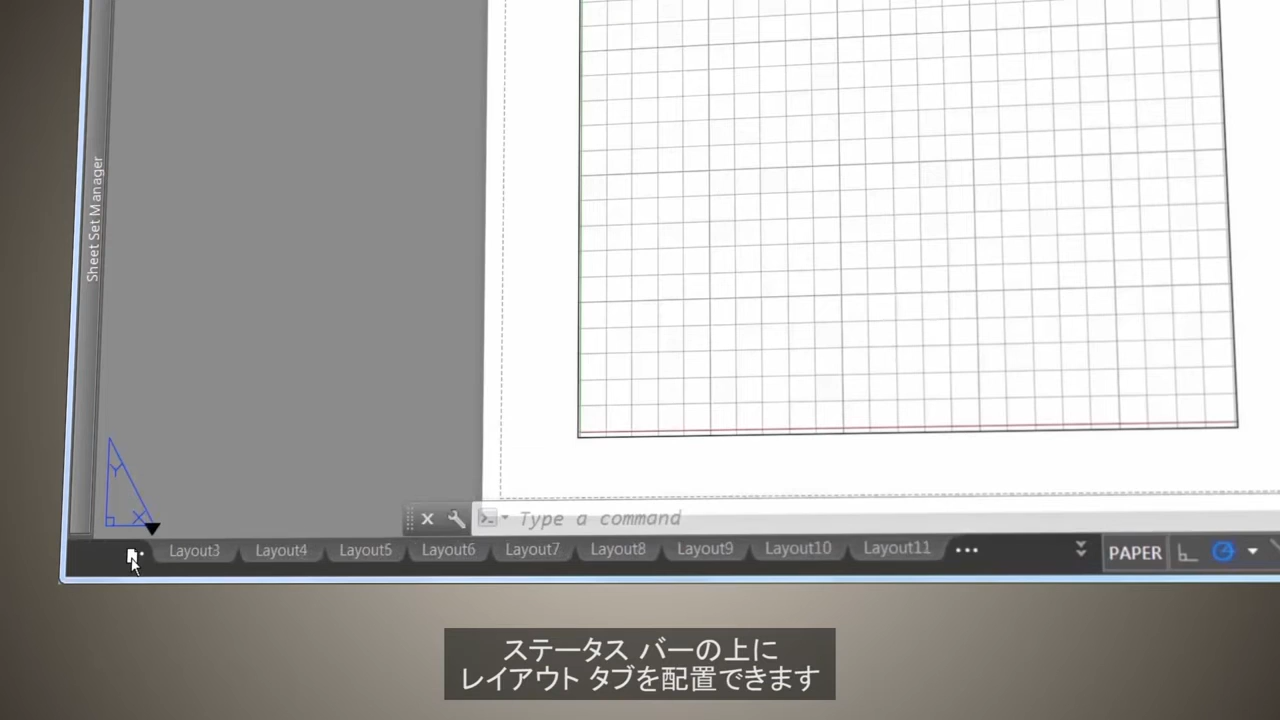 Sheet Set Manager
Y
X
Type a command
Layout3 Layout4 Layout5 Layout6 Layout7 Layout8 Layout9 Layout10 Layout11 ••• PAPER
ステータス バーの上に
レイアウト タブを配置できます